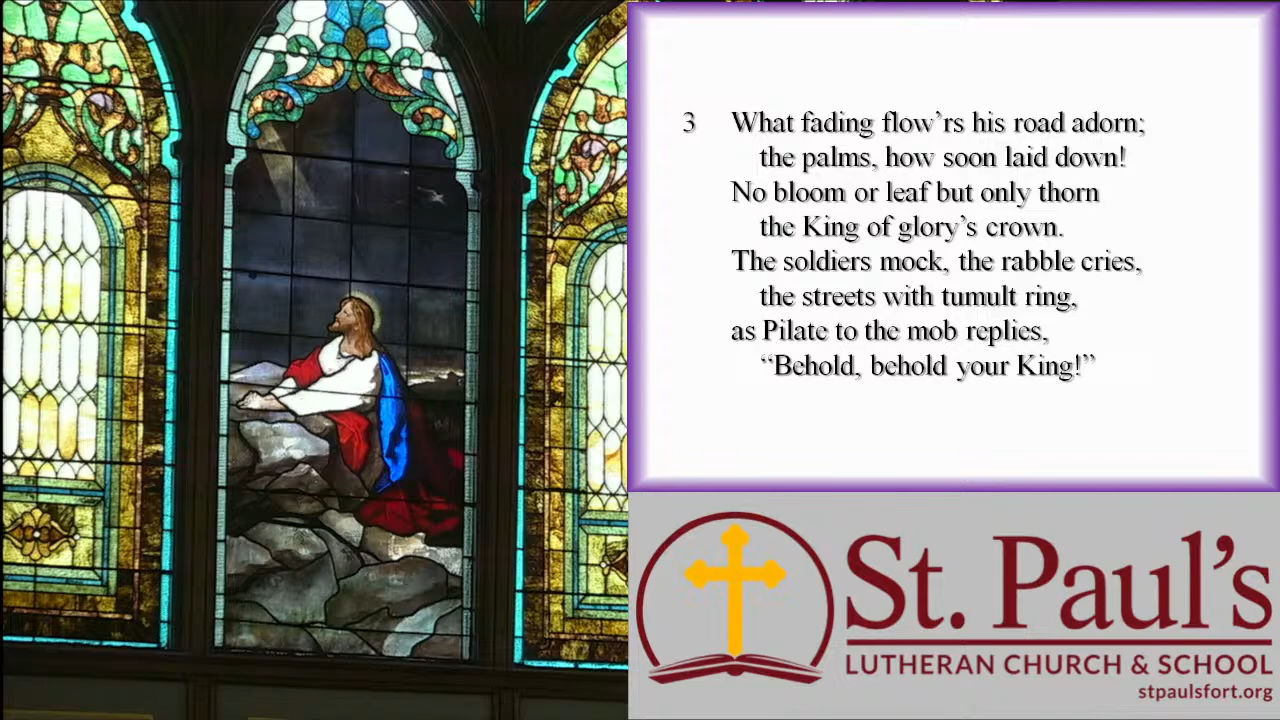 3 What fading flow’rs his road adorn;
the palms, how soon laid down!
No bloom or leaf but only thorn
the King of glory’s crown.
The soldiers mock, the rabble cries,
the streets with tumult ring,
as Pilate to the mob replies,
“Behold, behold your King!”
St. Paul’s
LUTHERAN CHURCH & SCHOOL
stpaulsfort.org